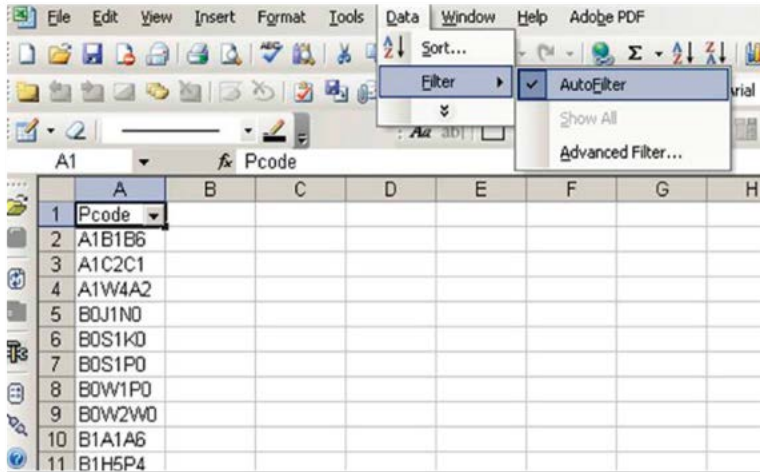 File Edit View Insert Format Tools Data Window Help Adobe PDF
Sort...
Filter
AutoFilter
Show All
Advanced Filter...
A1 fx Pcode
A B C D E F G H
1 Pcode
2 A1B1B6
3 A1C2C1
4 A1W4A2
5 B0J1N0
6 B0S1K0
7 B0S1P0
8 B0W1P0
9 B0W2W0
10 B1A1A6
11 B1H5P4